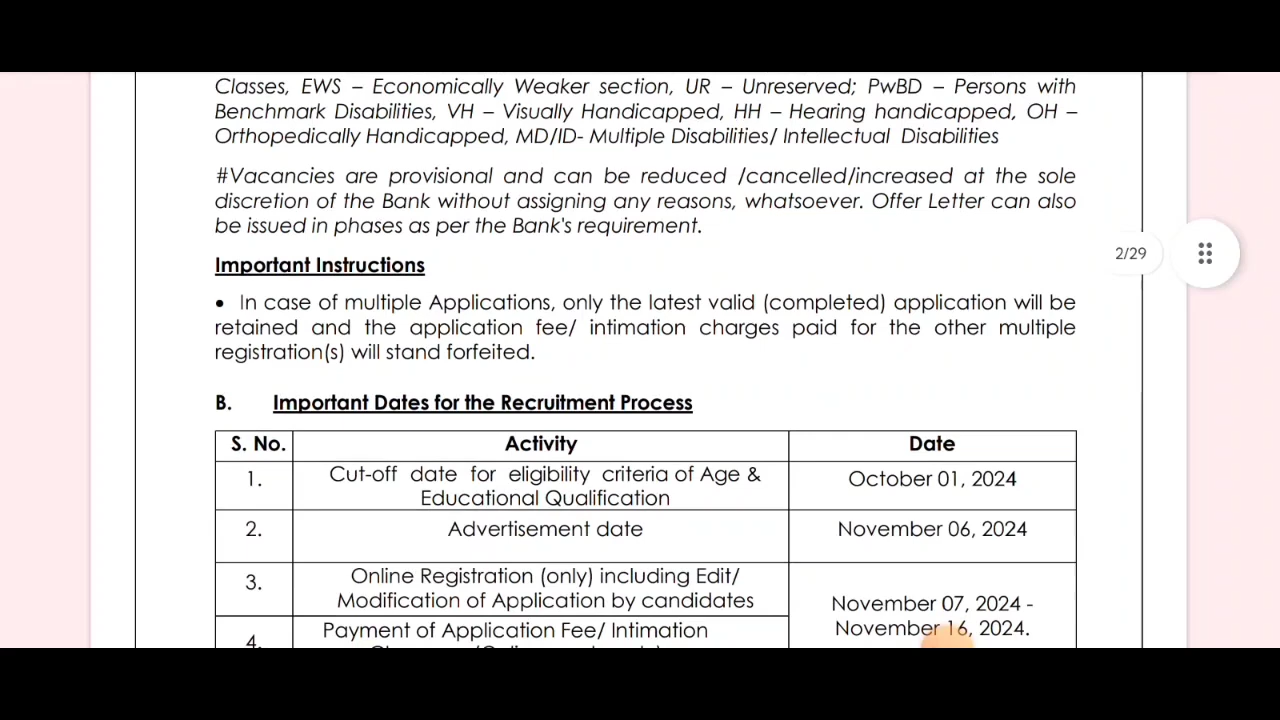 Classes, EWS – Economically Weaker section, UR – Unreserved; PwBD – Persons with
Benchmark Disabilities, VH – Visually Handicapped, HH – Hearing handicapped, OH –
Orthopedically Handicapped, MD/ID- Multiple Disabilities/ Intellectual Disabilities
#Vacancies are provisional and can be reduced /cancelled/increased at the sole
discretion of the Bank without assigning any reasons, whatsoever. Offer Letter can also
be issued in phases as per the Bank's requirement.
2/29
Important Instructions
• In case of multiple Applications, only the latest valid (completed) application will be
retained and the application fee/ intimation charges paid for the other multiple
registration(s) will stand forfeited.
B. Important Dates for the Recruitment Process
S. No. Activity Date
1. Cut-off date for eligibility criteria of Age &
Educational Qualification
October 01, 2024
2. Advertisement date November 06, 2024
3. Online Registration (only) including Edit/
Modification of Application by candidates
November 07, 2024 -
November 16, 2024.
4. Payment of Application Fee/ Intimation